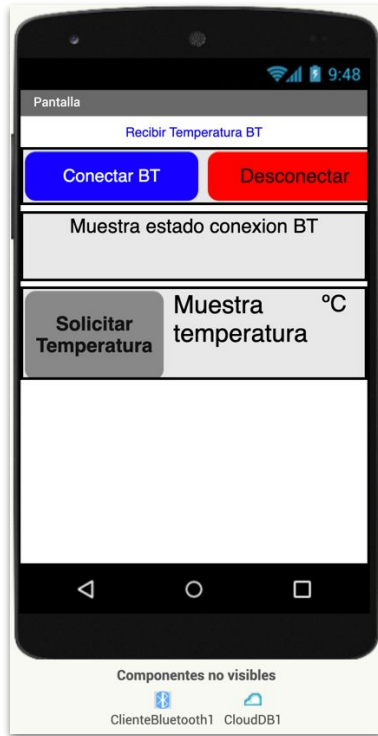 9:48
Pantalla
Recibir Temperatura BT
Conectar BT Desconectar
Muestra estado conexion BT
Solicitar
Temperatura
Muestra
temperatura
ºC
Componentes no visibles
ClienteBluetooth1 CloudDB1